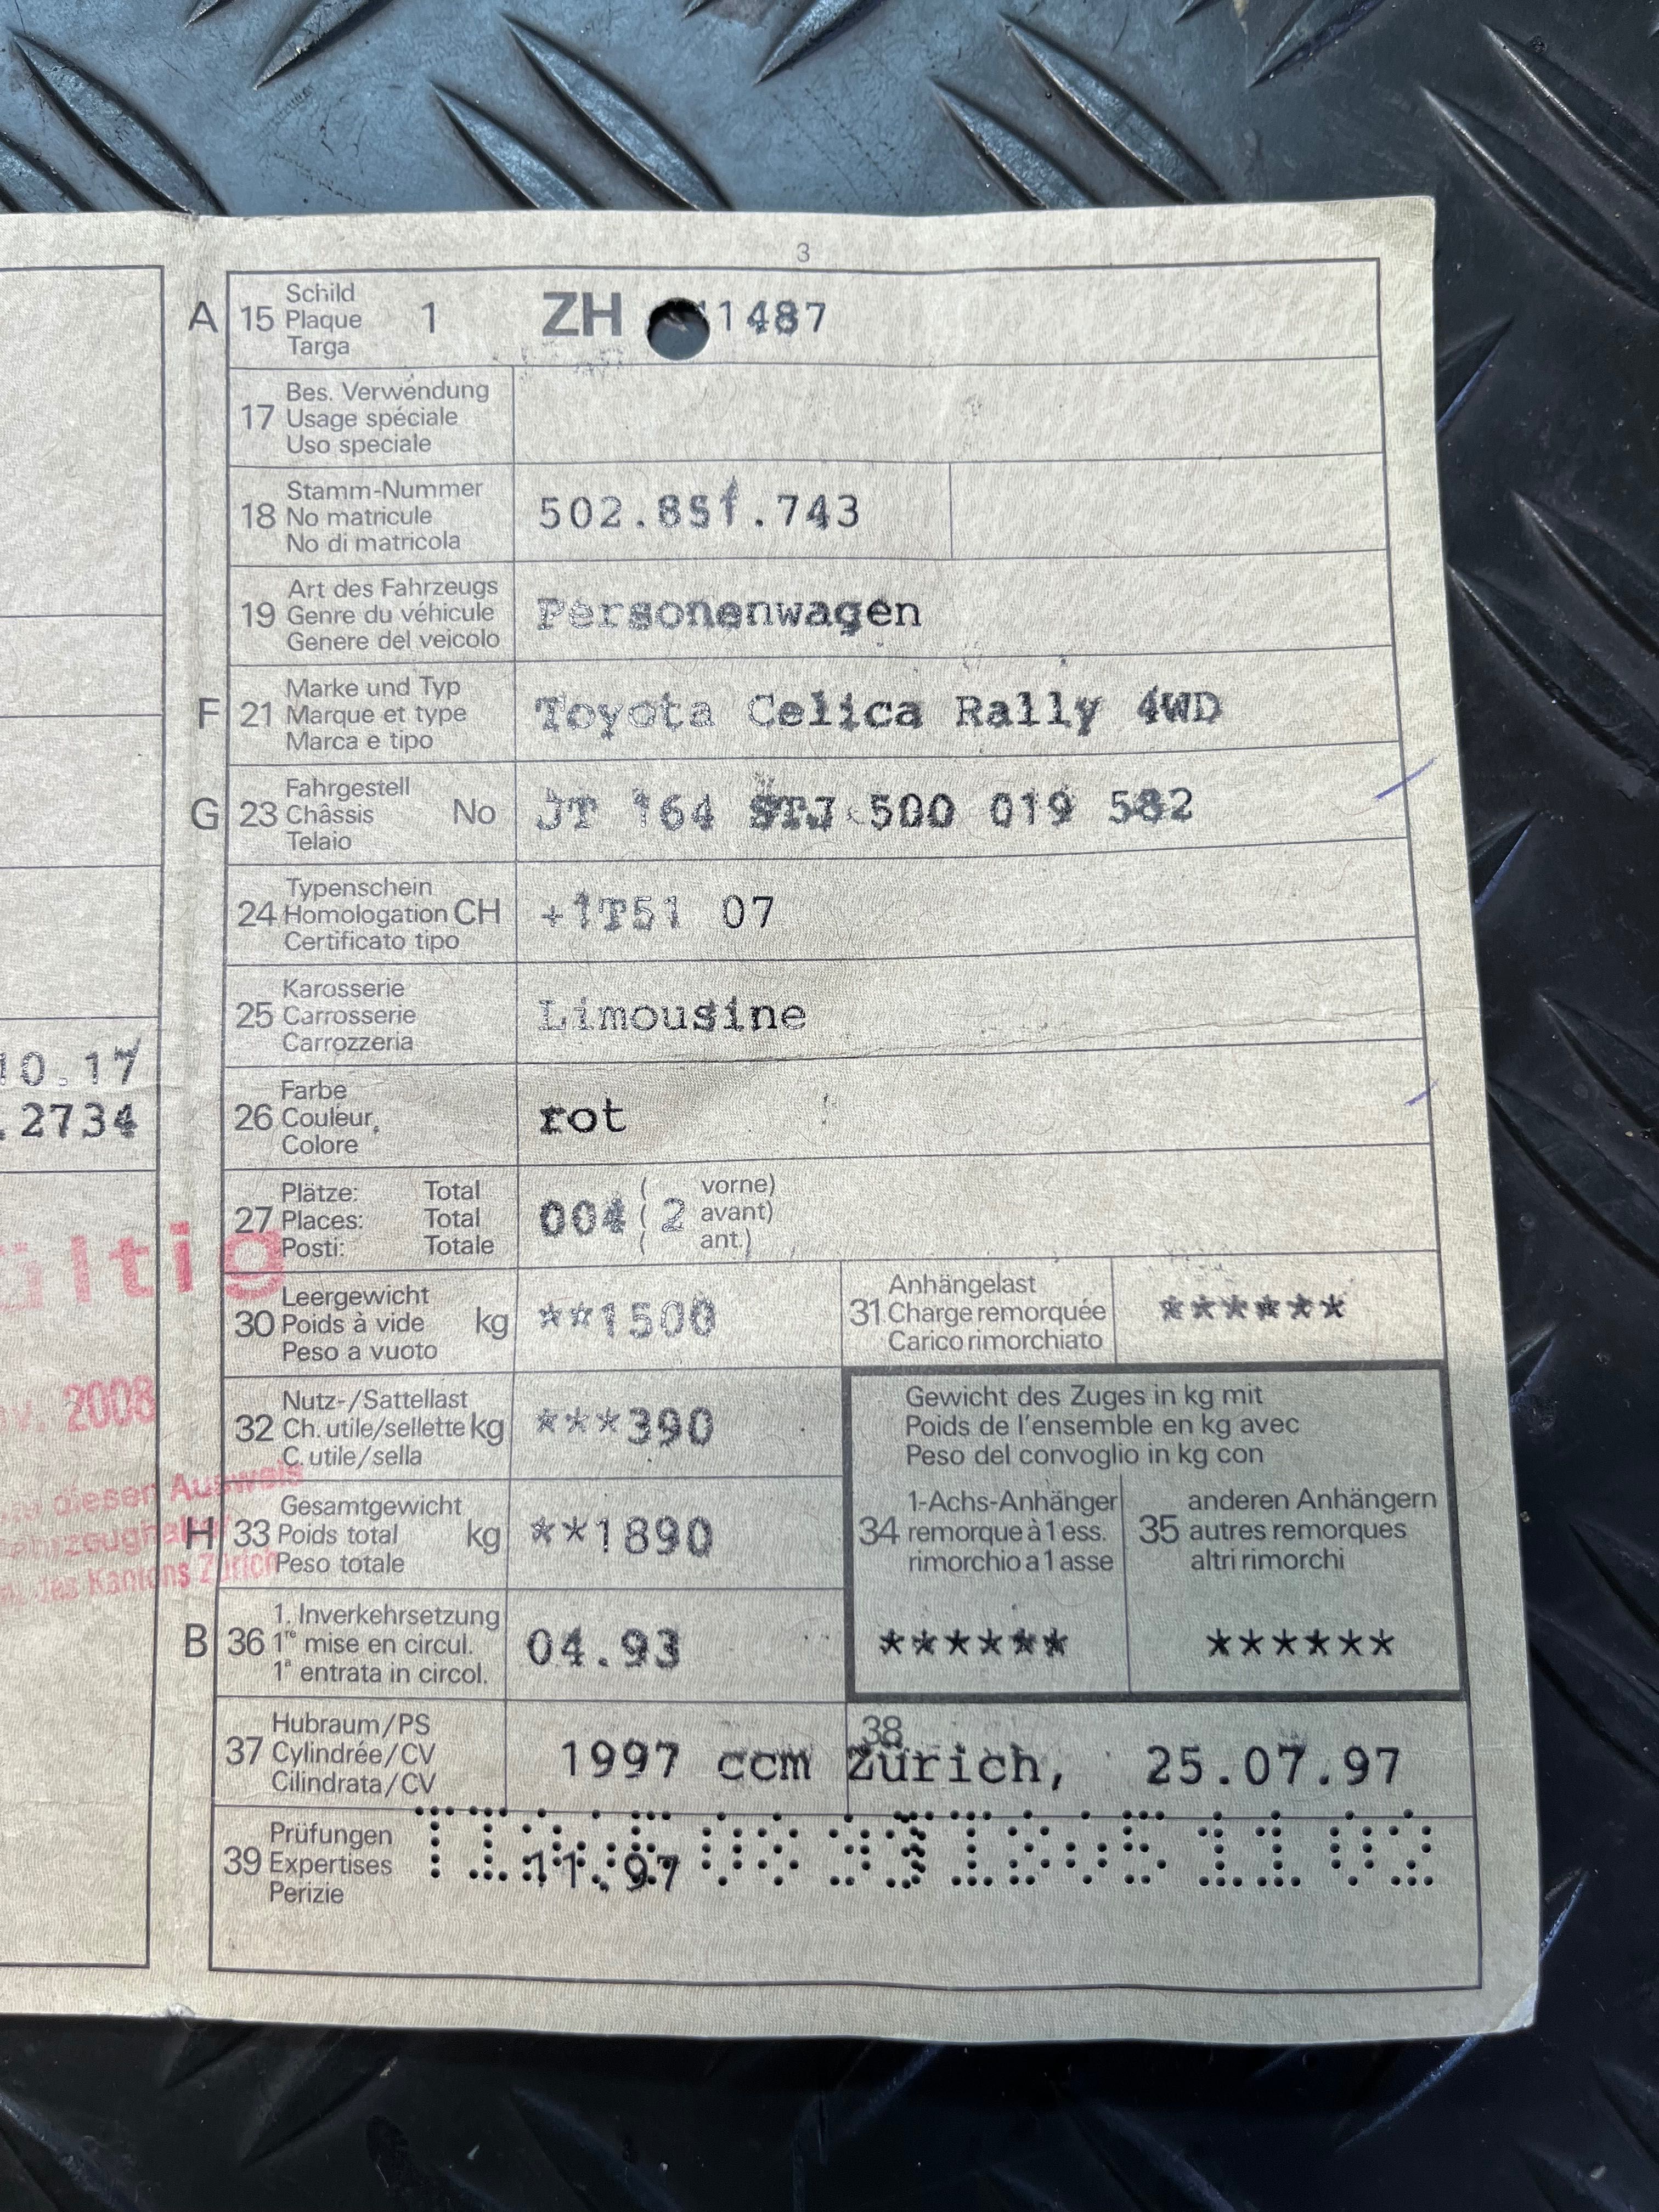 10.17
.2734
ültig
ov. 2008
diesen Ausweis
des Kantons Zürich
3
A 15 Schild
Plaque
Targa
1 ZH 11487
17 Bes. Verwendung
Usage spéciale
Uso speciale
18 Stamm-Nummer
No matricule
No di matricola
502.851.743
19 Art des Fahrzeugs
Genre du véhicule
Genere del veicolo
Personenwagen
F 21 Marke und Typ
Marque et type
Marca e tipo
Toyota Celica Rally 4WD
G 23 Fahrgestell
Châssis No
Telaio
JT 164 STJ 500 019 582
24 Typenschein
Homologation CH
Certificato tipo
+1T51 07
25 Karosserie
Carrosserie
Carrozzeria
Limousine
26 Farbe
Couleur
Colore
rot
27 Plätze: Total
Places: Total
Posti: Totale
004 ( 2 vorne)
( avant)
( ant.)
30 Leergewicht
Poids à vide kg
Peso a vuoto
**1500
31 Anhängelast
Charge remorquée
Carico rimorchiato
******
32 Nutz-/Sattellast
Ch. utile/sellette kg
C. utile/sella
***390
Gewicht des Zuges in kg mit
Poids de l'ensemble en kg avec
Peso del convoglio in kg con
H 33 Gesamtgewicht
Poids total kg
Peso totale
**1890
34 1-Achs-Anhänger
remorque à 1 ess.
rimorchio a 1 asse
******
35 anderen Anhängern
autres remorques
altri rimorchi
******
B 36 1. Inverkehrsetzung
1re mise en circul.
1a entrata in circol.
04.93
37 Hubraum/PS
Cylindrée/CV
Cilindrata/CV
1997 ccm
38
Zürich, 25.07.97
39 Prüfungen
Expertises
Perizie
11.97